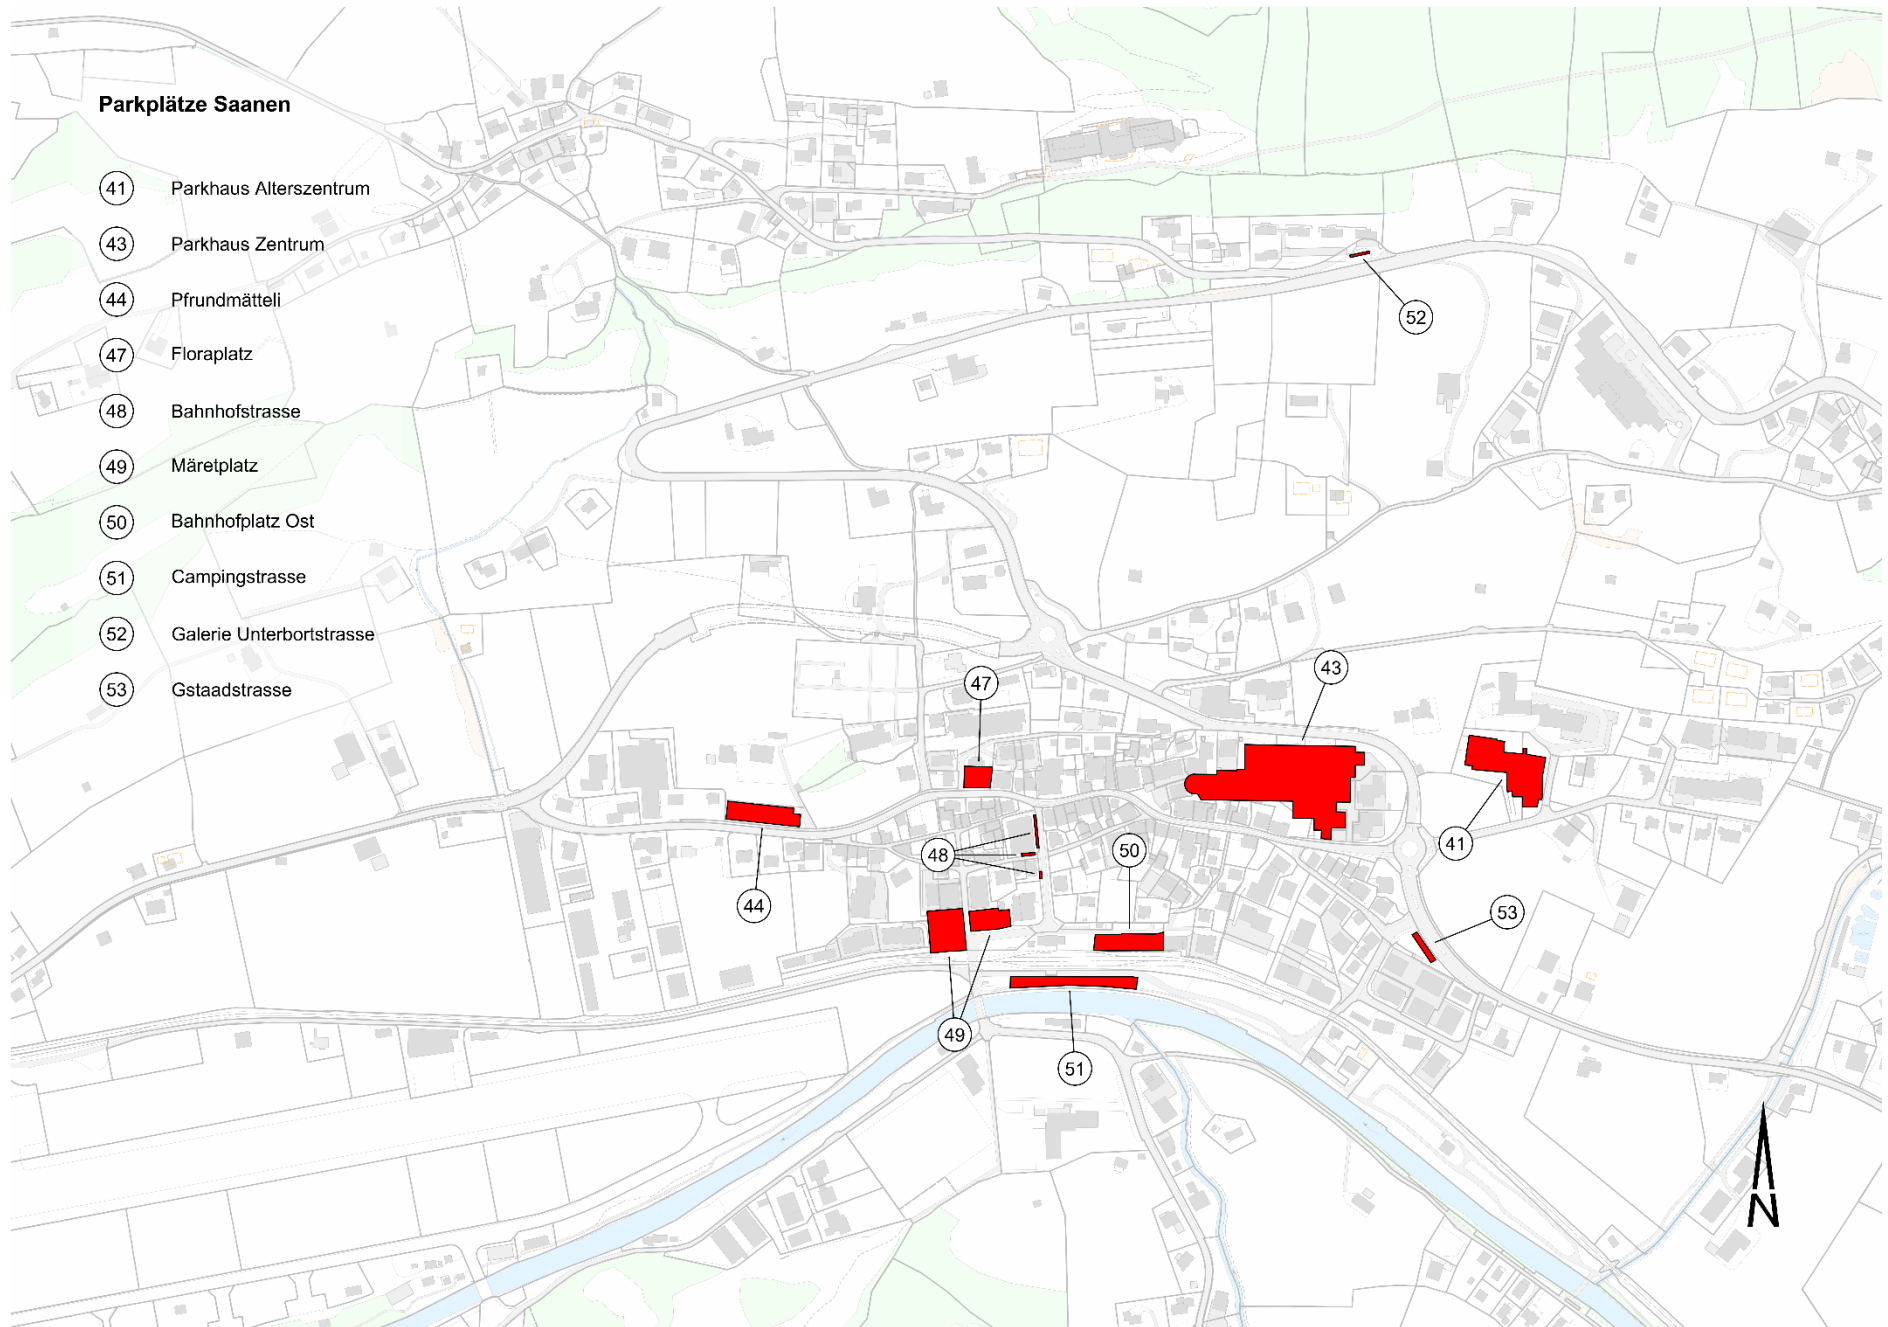 Parkplätze Saanen
41 Parkhaus Alterszentrum
43 Parkhaus Zentrum
44 Pfrundmätteli
47 Floraplatz
48 Bahnhofstrasse
49 Märetplatz
50 Bahnhofplatz Ost
51 Campingstrasse
52 Galerie Unterbortstrasse
53 Gstaadstrasse
52
47
43
41
48
50
44
53
49
51
N